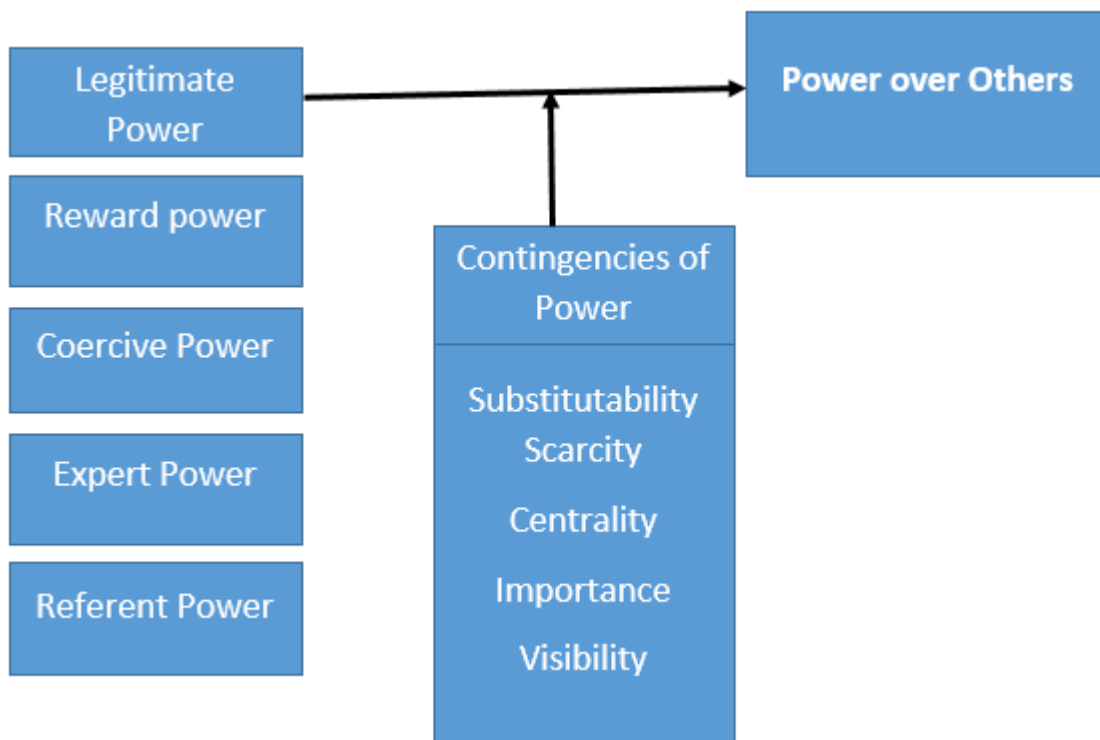 Legitimate
Power
Reward power
Coercive Power
Expert Power
Referent Power
Contingencies of
Power
Substitutability
Scarcity
Centrality
Importance
Visibility
Power over Others